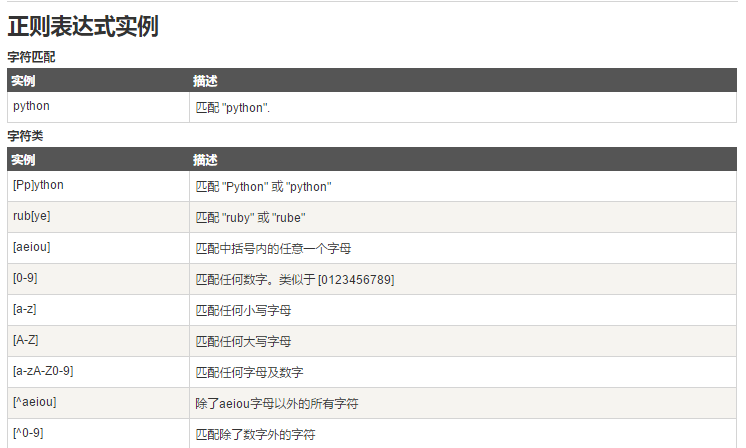 正则表达式实例
字符匹配
实例 描述
python 匹配 "python".
字符类
实例 描述
[Pp]ython 匹配 "Python" 或 "python"
rub[ye] 匹配 "ruby" 或 "rube"
[aeiou] 匹配中括号内的任意一个字母
[0-9] 匹配任何数字。类似于 [0123456789]
[a-z] 匹配任何小写字母
[A-Z] 匹配任何大写字母
[a-zA-Z0-9] 匹配任何字母及数字
[^aeiou] 除了aeiou字母以外的所有字符
[^0-9] 匹配除了数字外的字符